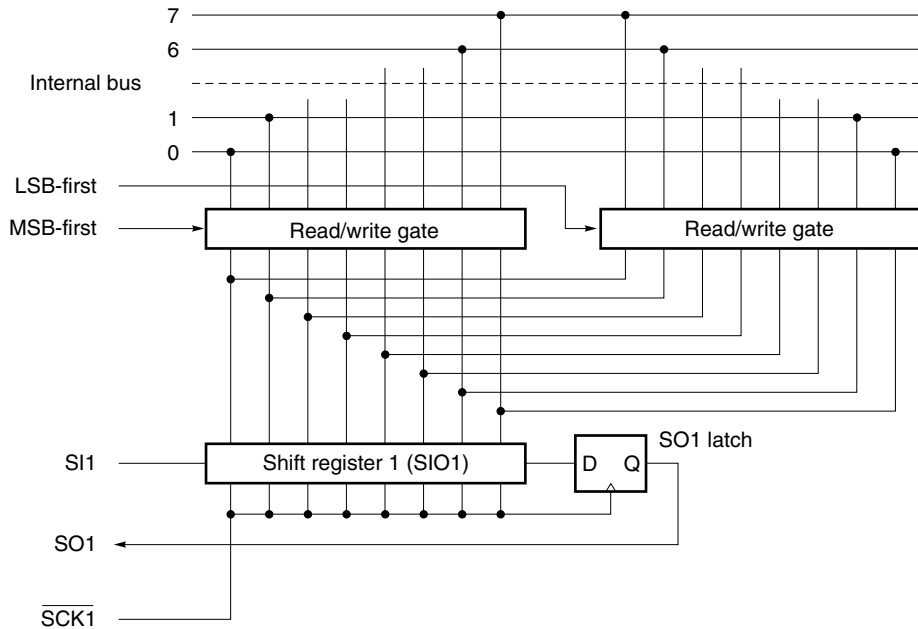 7
6
Internal bus
1
0
LSB-first
MSB-first
Read/write gate
Read/write gate
SO1 latch
SI1
Shift register 1 (SIO1)
D Q
SO1
S̅C̅K̅1̅